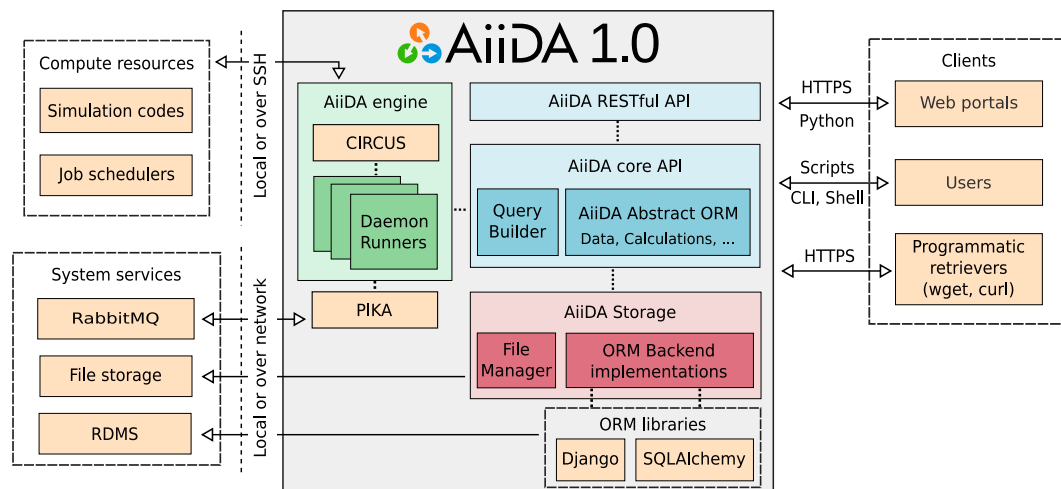 AiiDA 1.0
Compute resources
Simulation codes
Job schedulers
Local or over SSH
System services
RabbitMQ
File storage
RDMS
Local or over network
AiiDA engine
CIRCUS
Daemon
Runners
PIKA
AiiDA RESTful API
AiiDA core API
Query
Builder
AiiDA Abstract ORM
Data, Calculations, ...
AiiDA Storage
File
Manager
ORM Backend
implementations
ORM libraries
Django
SQLAlchemy
HTTPS
Python
Scripts
CLI, Shell
HTTPS
Clients
Web portals
Users
Programmatic
retrievers
(wget, curl)